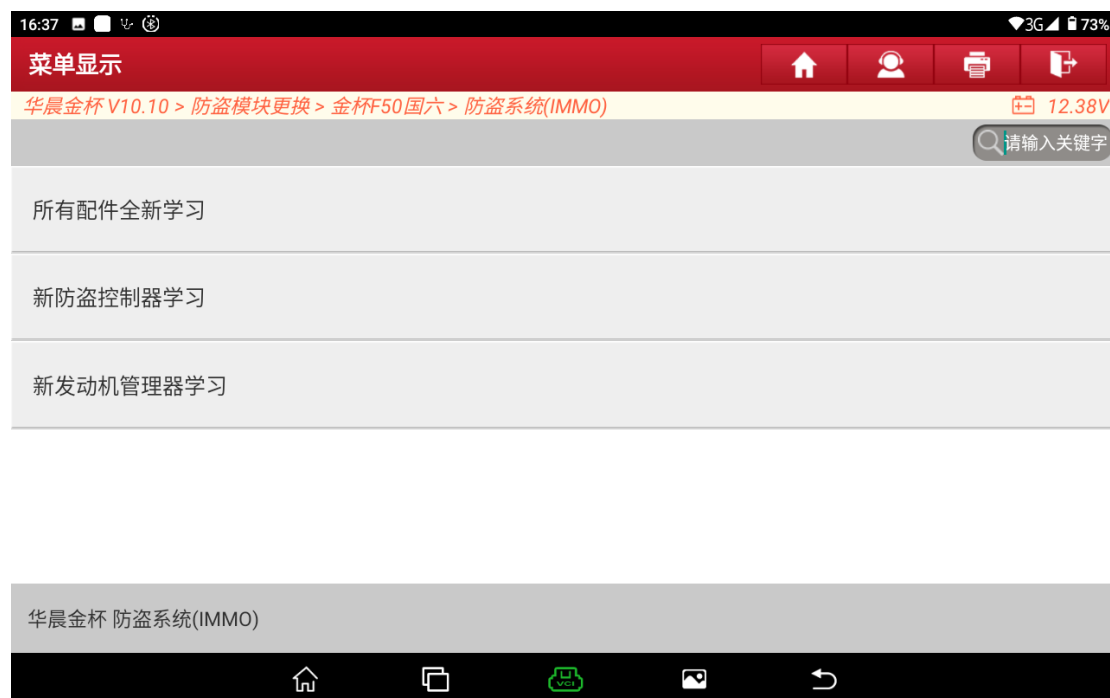 16:37 3G 73%
菜单显示
华晨金杯 V10.10 > 防盗模块更换 > 金杯F50国六 > 防盗系统(IMMO) 12.38V
请输入关键字
所有配件全新学习
新防盗控制器学习
新发动机管理器学习
华晨金杯 防盗系统(IMMO)
VCI